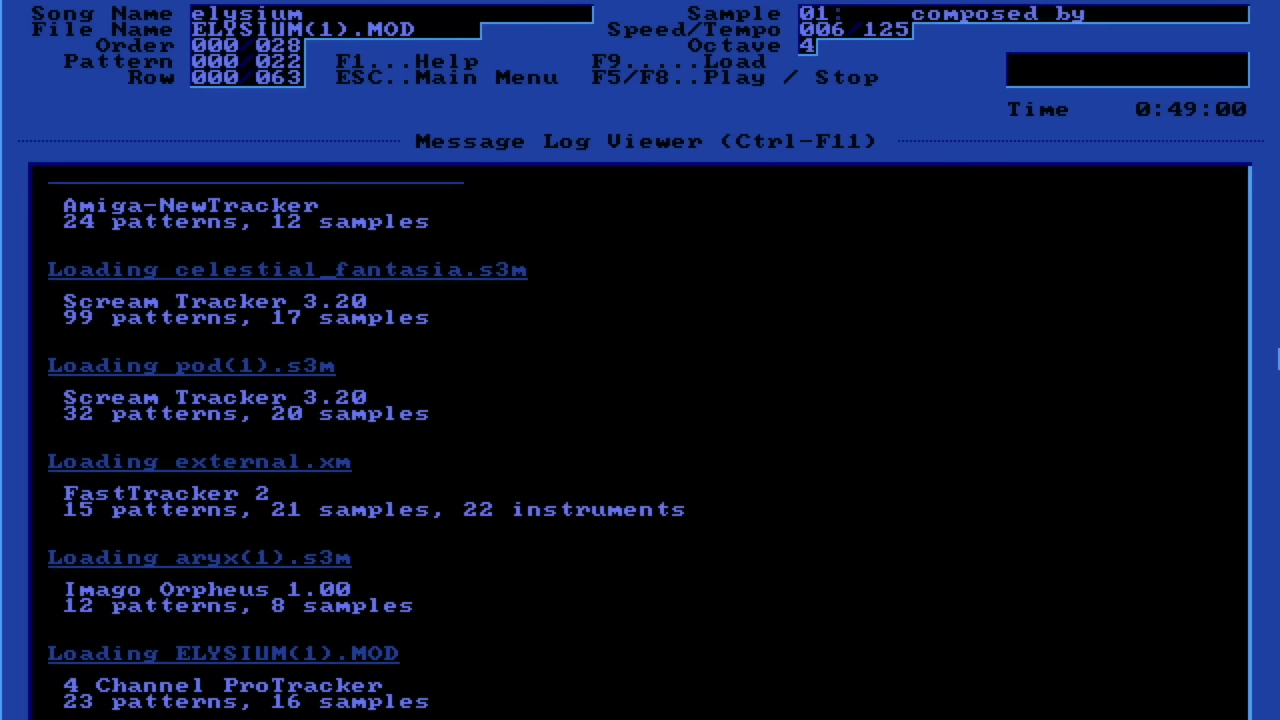 Song Name elysium Sample 01: composed by
File Name ELYSIUM(1).MOD Speed/Tempo 006/125
Order 000/028 Octave 4
Pattern 000/022 F1...Help F9.....Load
Row 000/063 ESC..Main Menu F5/F8..Play / Stop
Time 0:49:00
Message Log Viewer (Ctrl-F11)
Amiga-NewTracker
24 patterns, 12 samples
Loading celestial_fantasia.s3m
Scream Tracker 3.20
99 patterns, 17 samples
Loading pod(1).s3m
Scream Tracker 3.20
32 patterns, 20 samples
Loading external.xm
FastTracker 2
15 patterns, 21 samples, 22 instruments
Loading aryx(1).s3m
Imago Orpheus 1.00
12 patterns, 8 samples
Loading ELYSIUM(1).MOD
4 Channel ProTracker
23 patterns, 16 samples